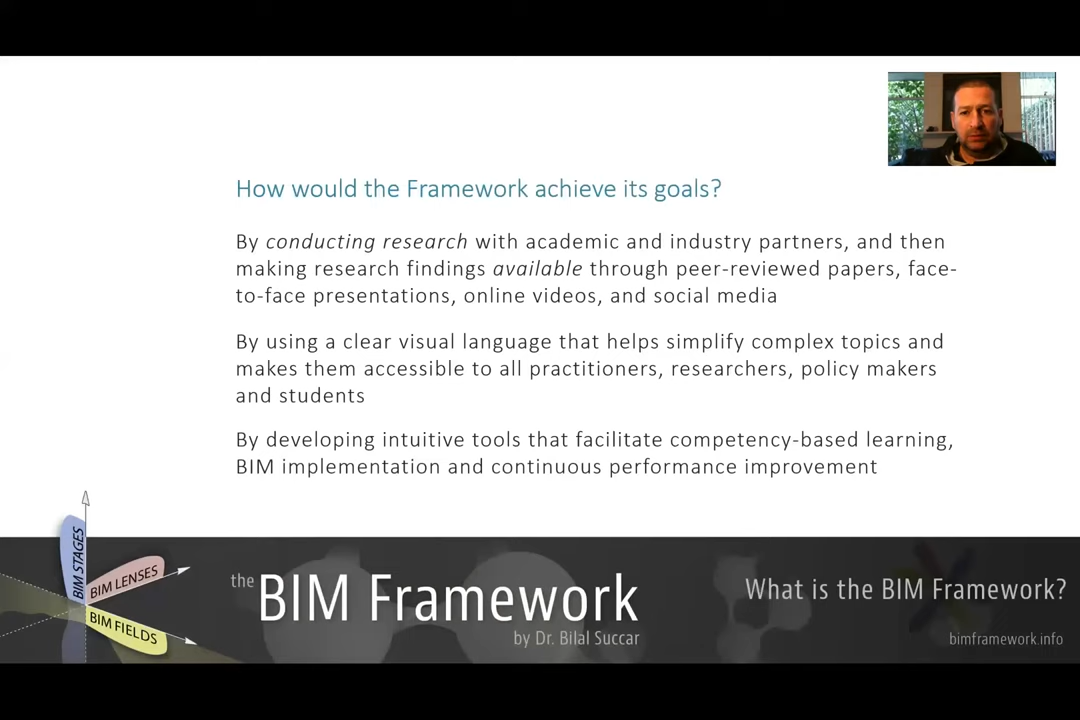 How would the Framework achieve its goals?
By conducting research with academic and industry partners, and then
making research findings available through peer-reviewed papers, face-
to-face presentations, online videos, and social media
By using a clear visual language that helps simplify complex topics and
makes them accessible to all practitioners, researchers, policy makers
and students
By developing intuitive tools that facilitate competency-based learning,
BIM implementation and continuous performance improvement
BIM STAGES
BIM LENSES
BIM FIELDS
the BIM Framework
by Dr. Bilal Succar
What is the BIM Framework?
bimframework.info